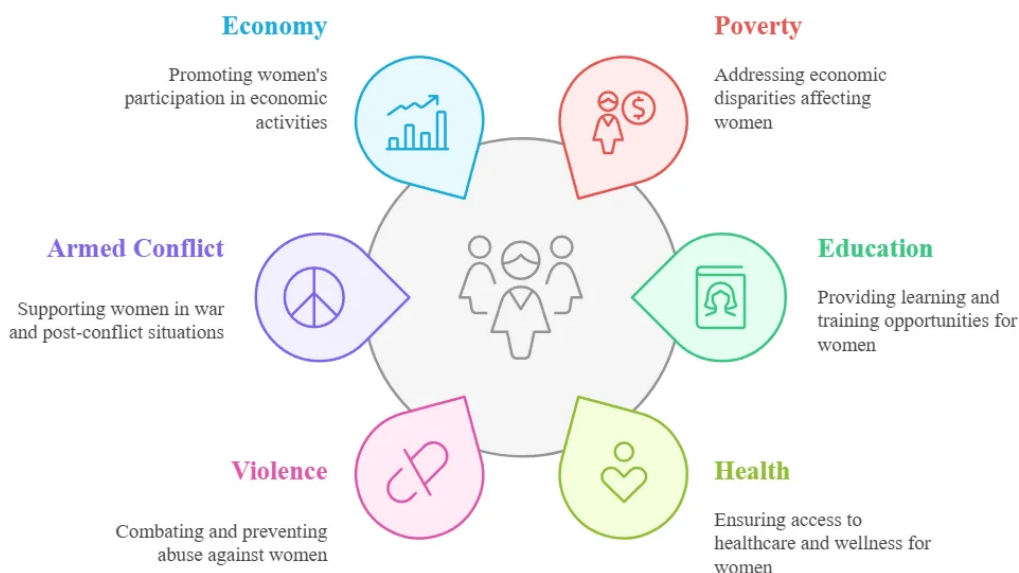 Economy
Promoting women's
participation in economic
activities
Poverty
Addressing economic
disparities affecting
women
Armed Conflict
Supporting women in war
and post-conflict situations
Education
Providing learning and
training opportunities for
women
Violence
Combating and preventing
abuse against women
Health
Ensuring access to
healthcare and wellness for
women